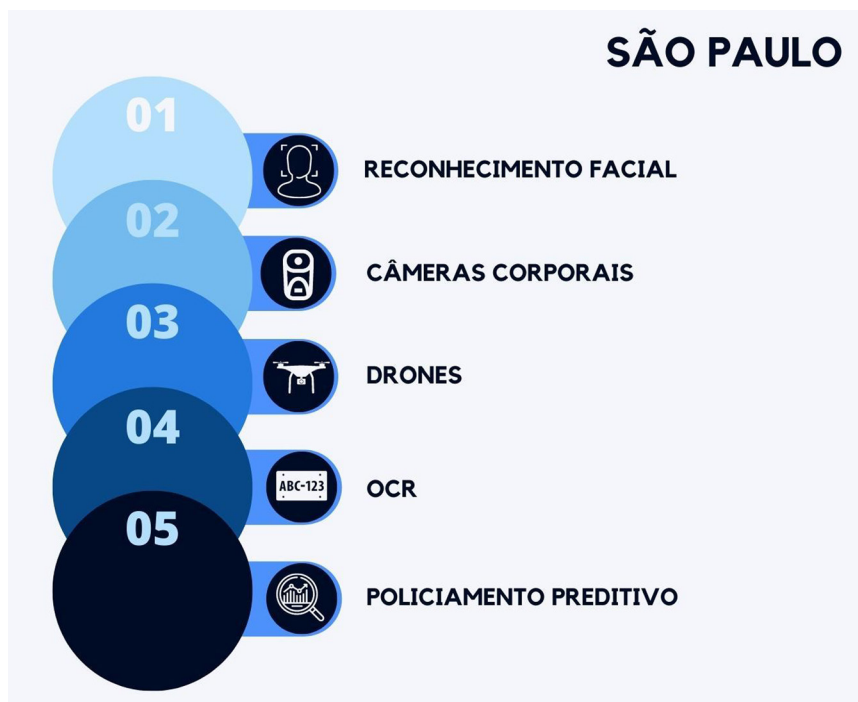 SÃO PAULO
01
RECONHECIMENTO FACIAL
02
CÂMERAS CORPORAIS
03
DRONES
04
ABC-123
OCR
05
POLICIAMENTO PREDITIVO